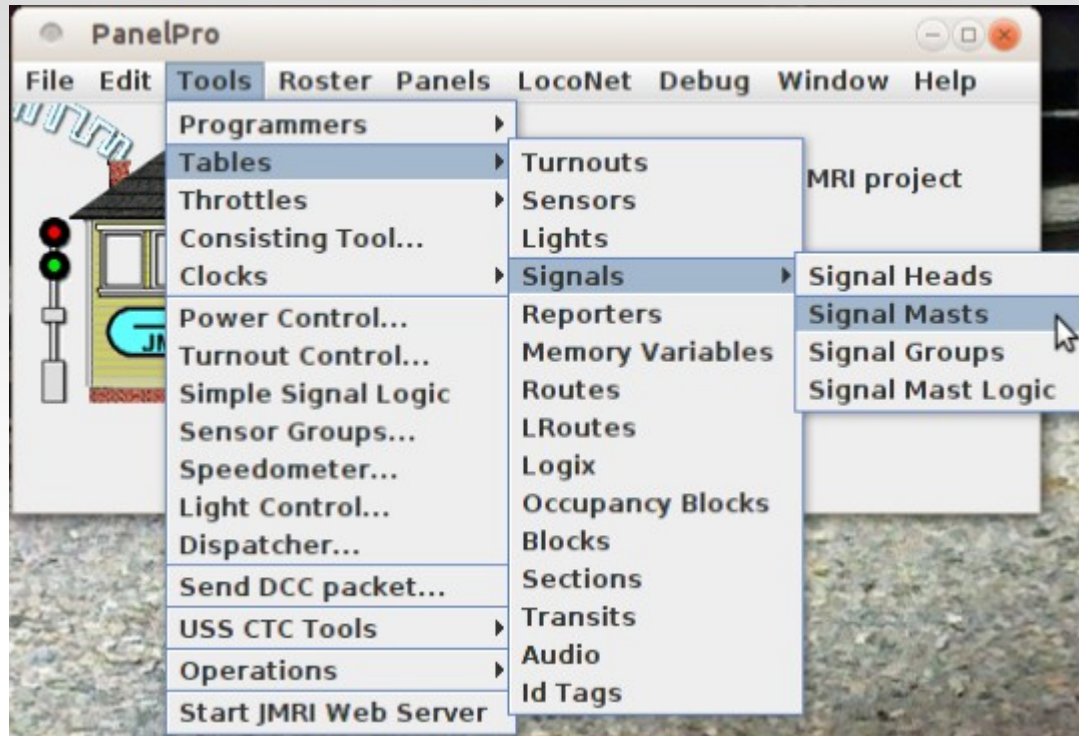 PanelPro
File Edit Tools Roster Panels LocoNet Debug Window Help
Programmers
Tables
Throttles
Consisting Tool...
Clocks
Power Control...
Turnout Control...
Simple Signal Logic
Sensor Groups...
Speedometer...
Light Control...
Dispatcher...
Send DCC packet...
USS CTC Tools
Operations
Start JMRI Web Server
Turnouts
Sensors
Lights
Signals
Reporters
Memory Variables
Routes
LRoutes
Logix
Occupancy Blocks
Blocks
Sections
Transits
Audio
Id Tags
MRI project
Signal Heads
Signal Masts
Signal Groups
Signal Mast Logic